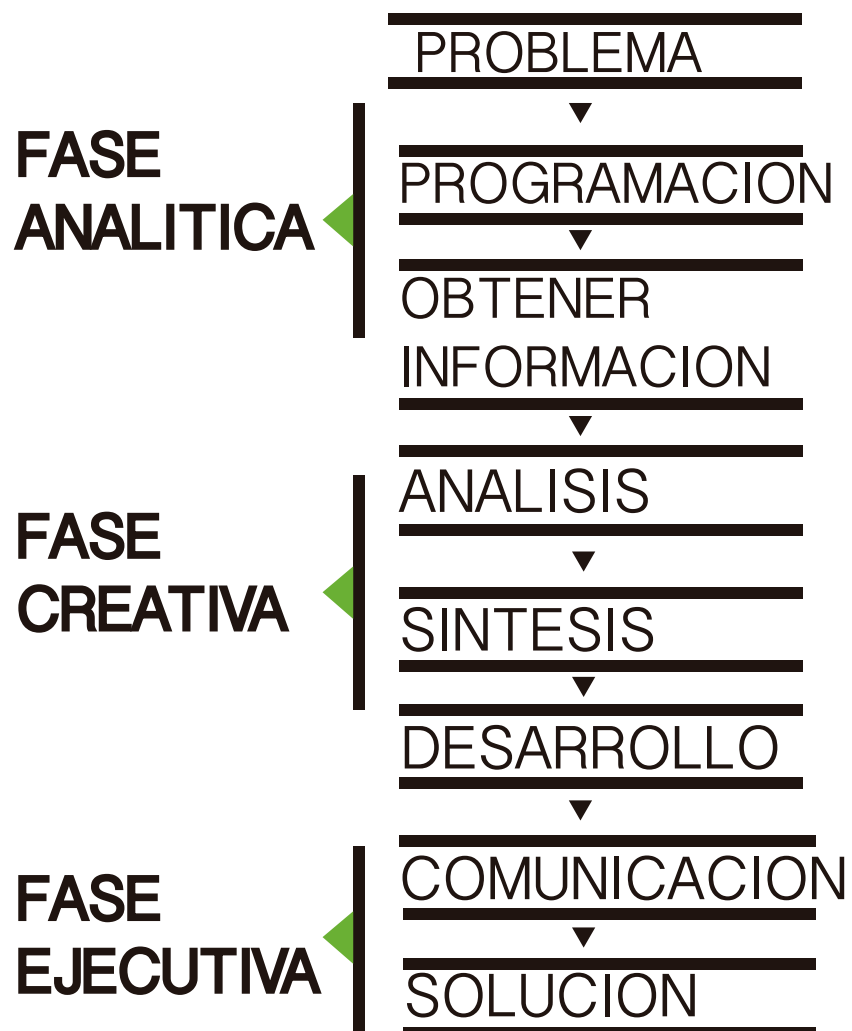 PROBLEMA
FASE
ANALITICA
PROGRAMACION
OBTENER
INFORMACION
FASE
CREATIVA
ANALISIS
SINTESIS
DESARROLLO
FASE
EJECUTIVA
COMUNICACION
SOLUCION